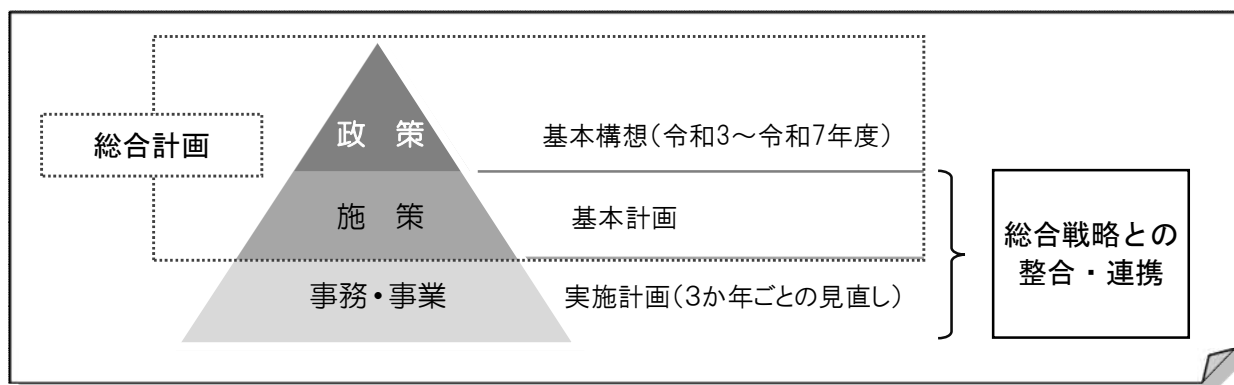 総合計画
政　策
基本構想（令和3～令和7年度）
施　策
基本計画
事務・事業
実施計画（3か年ごとの見直し）
総合戦略との
整合・連携